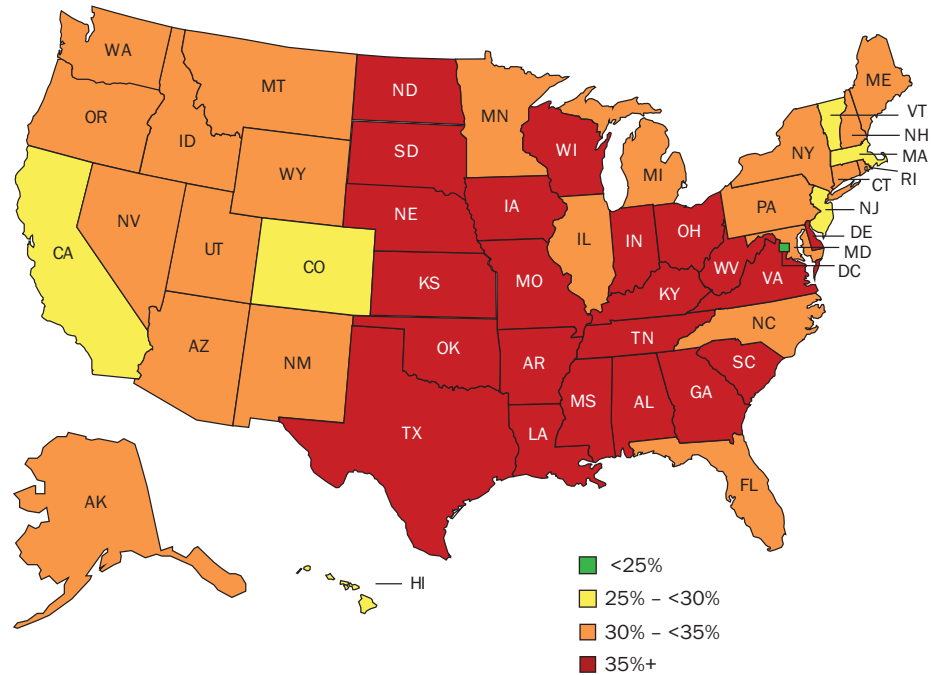 WA
MT
ND
MN
ME
VT
OR
NH
ID
SD
WI
NY
MA
WY
MI
RI
CT
PA
NJ
NE
IA
NV
OH
DE
UT
IL
IN
MD
CA
CO
WV
DC
KS
MO
VA
KY
NC
AZ
OK
TN
NM
AR
SC
MS
AL
GA
TX
LA
FL
AK
HI
<25%
25% – <30%
30% – <35%
35%+